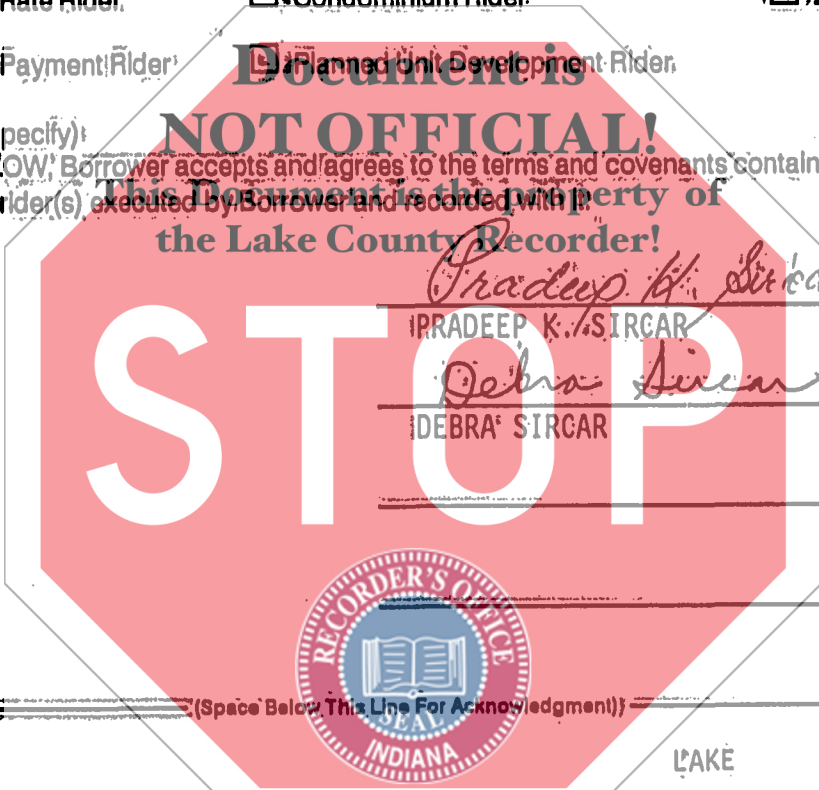 Rate Rider Condominium Rider
Payment Rider Planned Unit Development Rider
Document is
pecify)
NOT OFFICIAL!
OW, Borrower accepts and agrees to the terms and covenants contain
This Document is the property of
ider(s) executed by Borrower and recorded with it.
the Lake County Recorder!
Pradeep K. Sircar
PRADEEP K. SIRCAR
Debra Sircar
DEBRA SIRCAR
STOP
RECORDER'S OFFICE
SEAL
INDIANA
(Space Below This Line For Acknowledgment)
LAKE